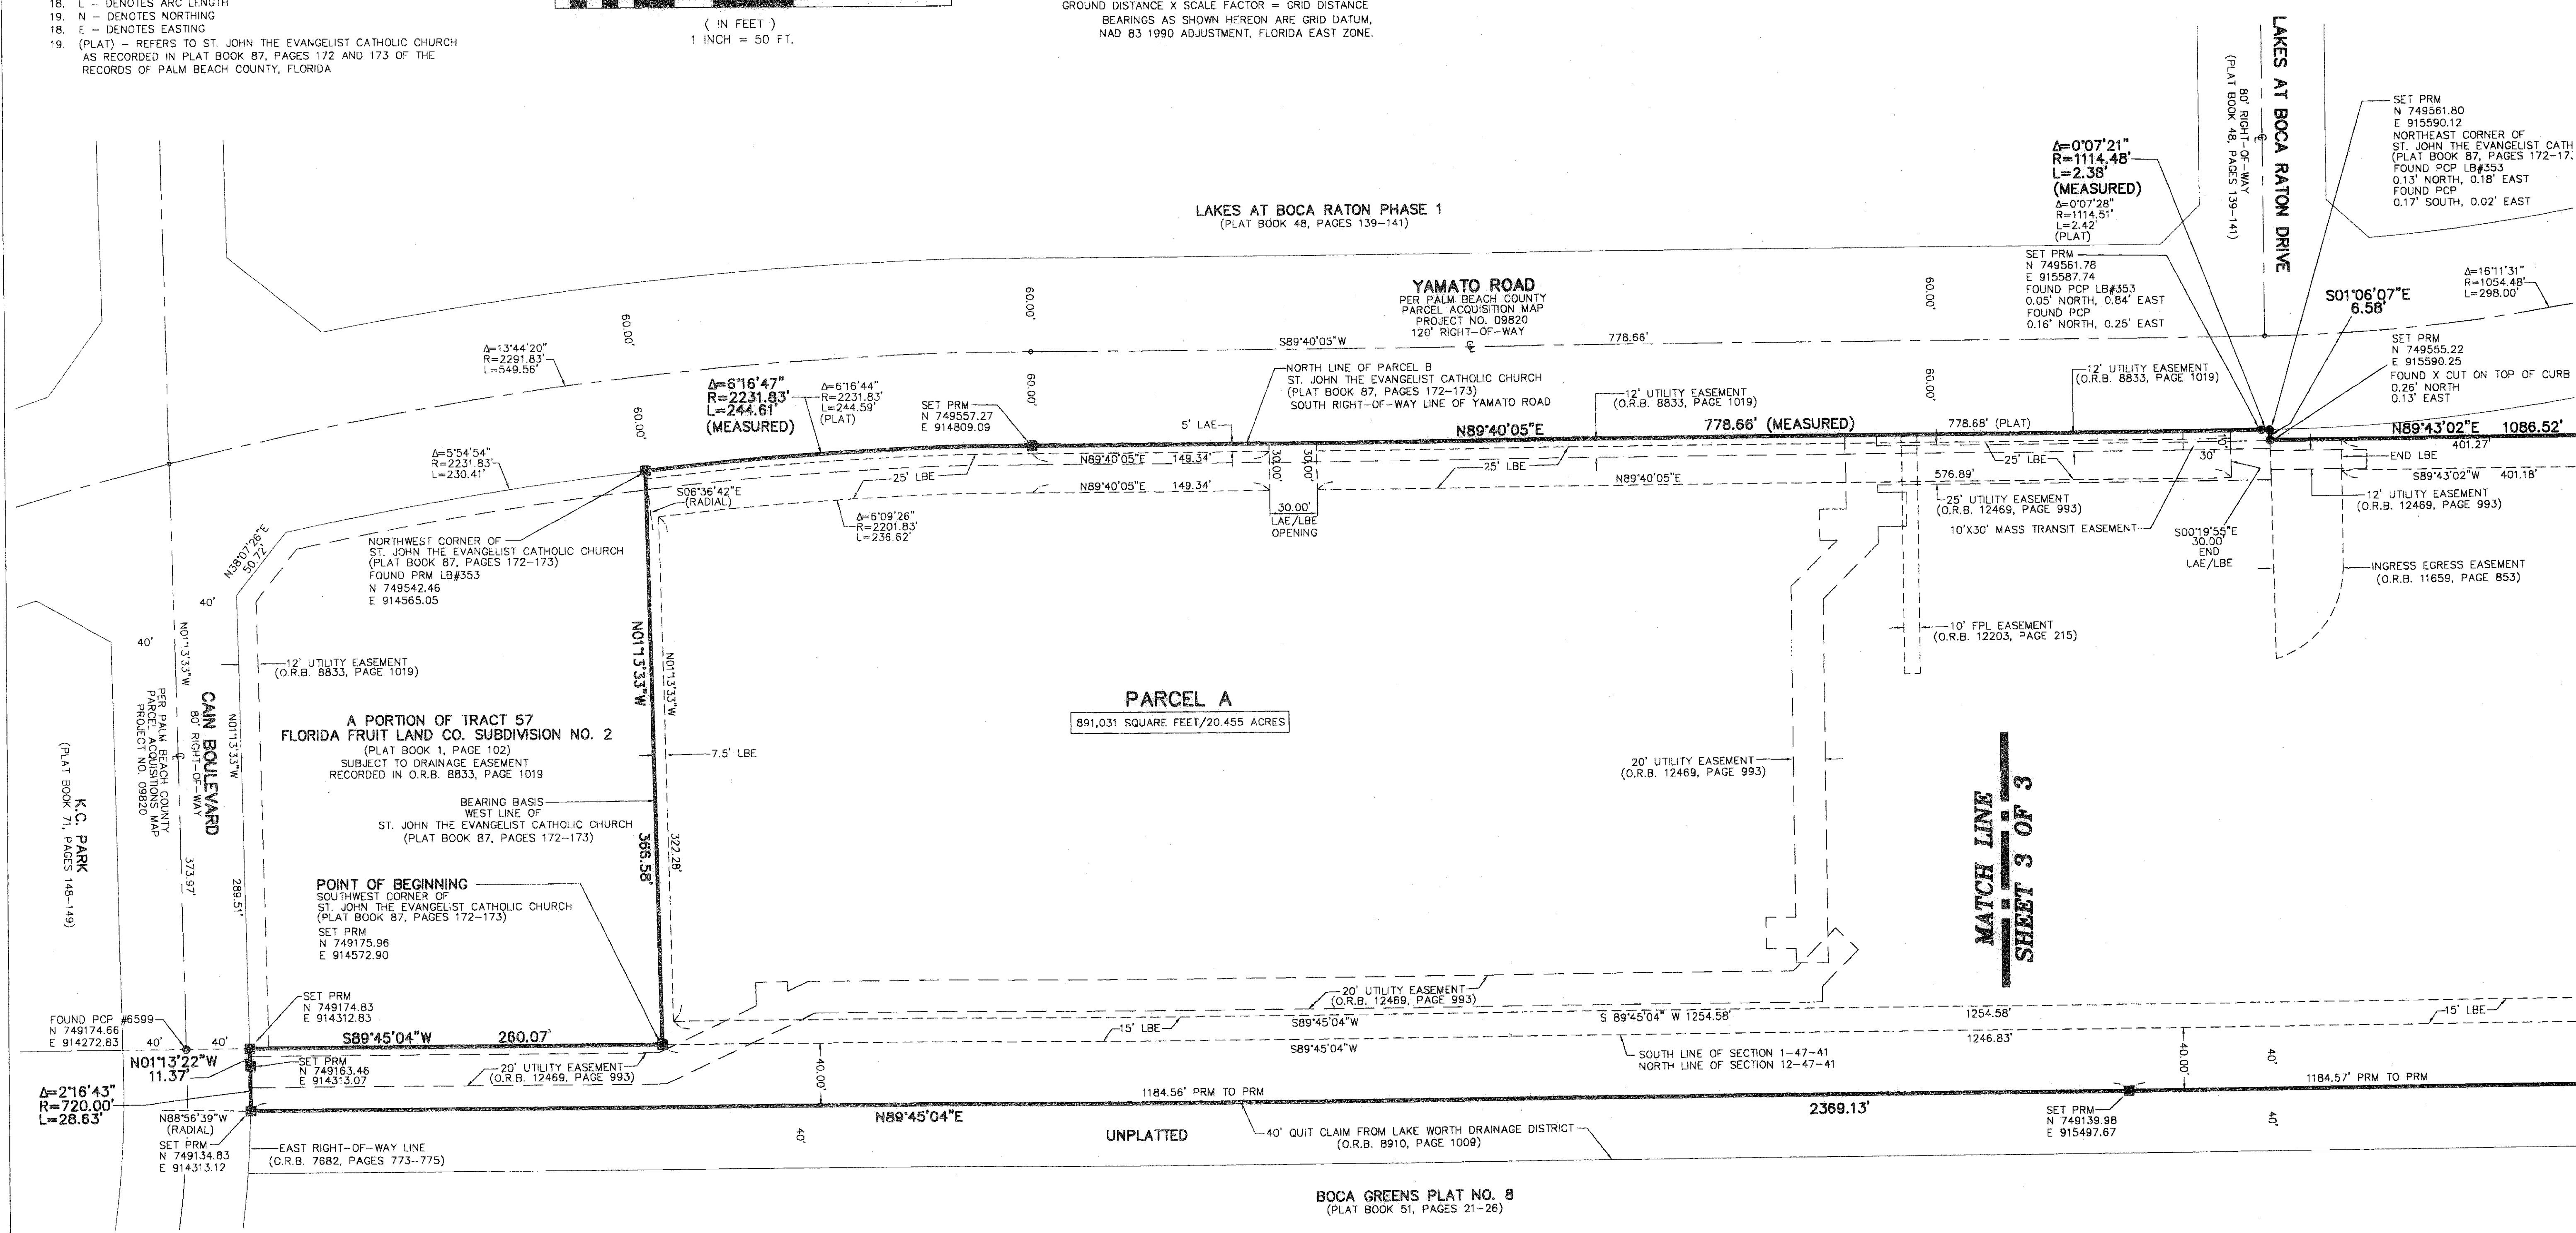 18. L - DENOTES ARC LENGTH
19. N - DENOTES NORTHING
18. E - DENOTES EASTING
19. (PLAT) - REFERS TO ST. JOHN THE EVANGELIST CATHOLIC CHURCH
AS RECORDED IN PLAT BOOK 87, PAGES 172 AND 173 OF THE
RECORDS OF PALM BEACH COUNTY, FLORIDA
( IN FEET )
1 INCH = 50 FT.
GROUND DISTANCE X SCALE FACTOR = GRID DISTANCE
BEARINGS AS SHOWN HEREON ARE GRID DATUM,
NAD 83 1990 ADJUSTMENT, FLORIDA EAST ZONE.
LAKES AT BOCA RATON DRIVE
80' RIGHT-OF-WAY
(PLAT BOOK 48, PAGES 139-141)
SET PRM
N 749561.80
E 915590.12
NORTHEAST CORNER OF
ST. JOHN THE EVANGELIST CATH
(PLAT BOOK 87, PAGES 172-17
FOUND PCP LB#353
0.13' NORTH, 0.18' EAST
FOUND PCP
0.17' SOUTH, 0.02' EAST
Δ=0°07'21"
R=1114.48'
L=2.38'
(MEASURED)
Δ=0°07'28"
R=1114.51'
L=2.42'
(PLAT)
SET PRM
N 749561.78
E 915587.74
FOUND PCP LB#353
0.05' NORTH, 0.84' EAST
FOUND PCP
0.16' NORTH, 0.25' EAST
LAKES AT BOCA RATON PHASE 1
(PLAT BOOK 48, PAGES 139-141)
Δ=16°11'31"
R=1054.48'
L=298.00'
S01°06'07"E
6.58'
SET PRM
N 749555.22
E 915590.25
FOUND X CUT ON TOP OF CURB
0.26' NORTH
0.13' EAST
YAMATO ROAD
PER PALM BEACH COUNTY
PARCEL ACQUISITION MAP
PROJECT NO. 09820
120' RIGHT-OF-WAY
60.00'
60.00'
60.00'
S89°40'05"W
℄
778.66'
Δ=13°44'20"
R=2291.83'
L=549.56'
Δ=6°16'47"
R=2231.83'
L=244.61'
(MEASURED)
Δ=6°16'44"
R=2231.83'
L=244.59'
(PLAT)
SET PRM
N 749557.27
E 914809.09
60.00'
60.00'
60.00'
NORTH LINE OF PARCEL B
ST. JOHN THE EVANGELIST CATHOLIC CHURCH
(PLAT BOOK 87, PAGES 172-173)
SOUTH RIGHT-OF-WAY LINE OF YAMATO ROAD
12' UTILITY EASEMENT
(O.R.B. 8833, PAGE 1019)
12' UTILITY EASEMENT
(O.R.B. 8833, PAGE 1019)
5' LAE
N89°40'05"E
778.66' (MEASURED)
778.68' (PLAT)
N89°43'02"E 1086.52'
401.27'
END LBE
S89°43'02"W 401.18'
12' UTILITY EASEMENT
(O.R.B. 12469, PAGE 993)
Δ=5°54'54"
R=2231.83'
L=230.41'
S06°36'42"E
(RADIAL)
25' LBE
N89°40'05"E 149.34'
N89°40'05"E 149.34'
30.00'
30.00'
30.00'
LAE/LBE
OPENING
25' LBE
N89°40'05"E
576.89'
25' LBE
10'
30'
25' UTILITY EASEMENT
(O.R.B. 12469, PAGE 993)
10'X30' MASS TRANSIT EASEMENT
S00°19'55"E
30.00'
END
LAE/LBE
INGRESS EGRESS EASEMENT
(O.R.B. 11659, PAGE 853)
Δ=6°09'26"
R=2201.83'
L=236.62'
NORTHWEST CORNER OF
ST. JOHN THE EVANGELIST CATHOLIC CHURCH
(PLAT BOOK 87, PAGES 172-173)
FOUND PRM LB#353
N 749542.46
E 914565.05
N38°07'26"E
50.72'
40'
40'
10' FPL EASEMENT
(O.R.B. 12203, PAGE 215)
12' UTILITY EASEMENT
(O.R.B. 8833, PAGE 1019)
N01°13'33"W
N01°13'33"W
N01°13'33"W
N01°13'33"W
CAIN BOULEVARD
80' RIGHT-OF-WAY
℄
PER PALM BEACH COUNTY
PARCEL ACQUISITIONS MAP
PROJECT NO. 09820
K.C. PARK
(PLAT BOOK 71, PAGES 148-149)
373.97'
289.51'
A PORTION OF TRACT 57
FLORIDA FRUIT LAND CO. SUBDIVISION NO. 2
(PLAT BOOK 1, PAGE 102)
SUBJECT TO DRAINAGE EASEMENT
RECORDED IN O.R.B. 8833, PAGE 1019
7.5' LBE
BEARING BASIS
WEST LINE OF
ST. JOHN THE EVANGELIST CATHOLIC CHURCH
(PLAT BOOK 87, PAGES 172-173)
366.58'
322.28'
PARCEL A
891,031 SQUARE FEET/20.455 ACRES
20' UTILITY EASEMENT
(O.R.B. 12469, PAGE 993)
MATCH LINE
SHEET 3 OF 3
POINT OF BEGINNING
SOUTHWEST CORNER OF
ST. JOHN THE EVANGELIST CATHOLIC CHURCH
(PLAT BOOK 87, PAGES 172-173)
SET PRM
N 749175.96
E 914572.90
SET PRM
N 749174.83
E 914312.83
FOUND PCP #6599
N 749174.66
E 914272.83
40'
40'
S89°45'04"W 260.07'
N01°13'22"W
11.37'
SET PRM
N 749163.46
E 914313.07
20' UTILITY EASEMENT
(O.R.B. 12469, PAGE 993)
Δ=2°16'43"
R=720.00'
L=28.63'
N88°56'39"W
(RADIAL)
SET PRM
N 749134.83
E 914313.12
EAST RIGHT-OF-WAY LINE
(O.R.B. 7682, PAGES 773-775)
20' UTILITY EASEMENT
(O.R.B. 12469, PAGE 993)
15' LBE
S89°45'04"W
S 89°45'04" W 1254.58'
1254.58'
15' LBE
S89°45'04"W
1246.83'
SOUTH LINE OF SECTION 1-47-41
NORTH LINE OF SECTION 12-47-41
40.00'
40.00'
40'
1184.56' PRM TO PRM
1184.57' PRM TO PRM
N89°45'04"E
2369.13'
SET PRM
N 749139.98
E 915497.67
40'
40'
UNPLATTED
40' QUIT CLAIM FROM LAKE WORTH DRAINAGE DISTRICT
(O.R.B. 8910, PAGE 1009)
BOCA GREENS PLAT NO. 8
(PLAT BOOK 51, PAGES 21-26)